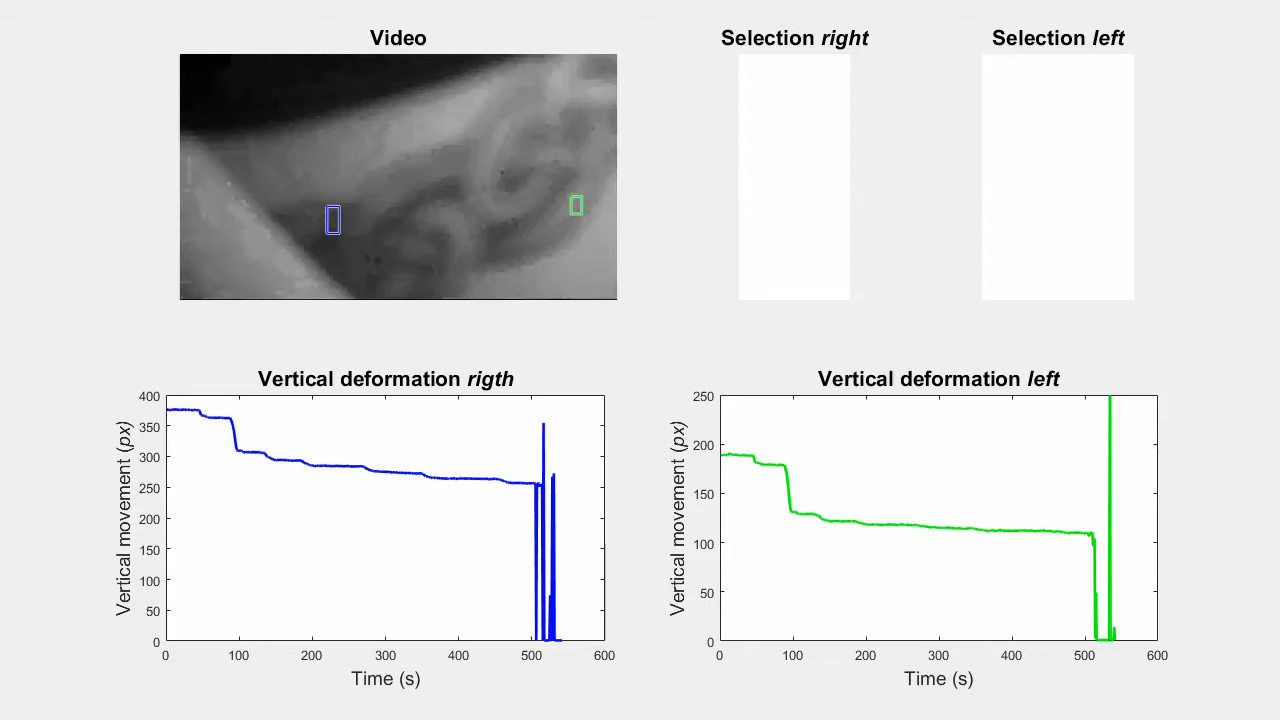 Video
Selection right
Selection left
Vertical deformation rigth
Vertical movement (px)
400
350
300
250
200
150
100
50
0
0 100 200 300 400 500 600
Time (s)
Vertical deformation left
Vertical movement (px)
250
200
150
100
50
0
0 100 200 300 400 500 600
Time (s)